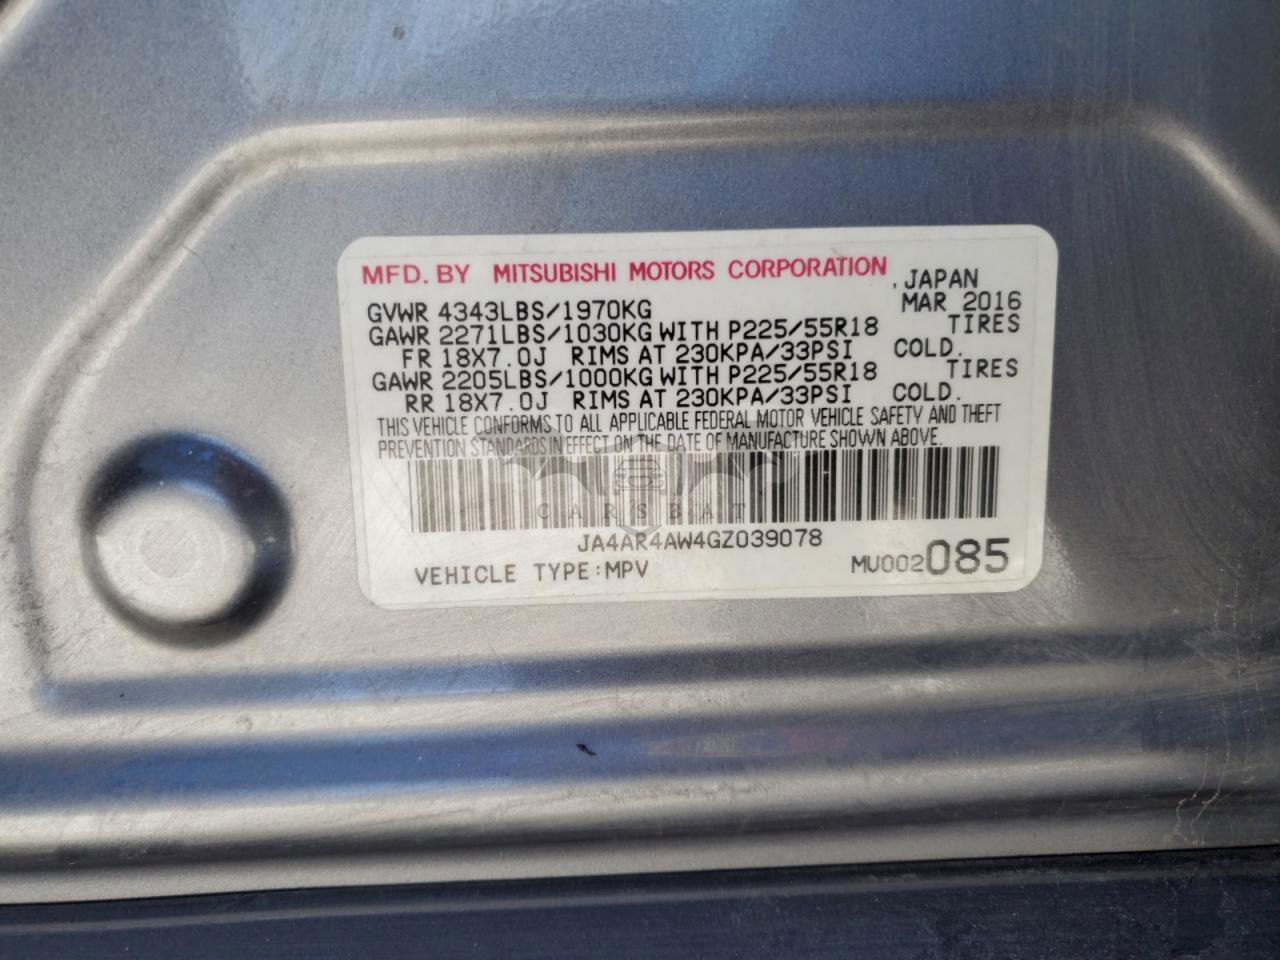 MFD. BY MITSUBISHI MOTORS CORPORATION , JAPAN
GVWR 4343LBS/1970KG MAR 2016
GAWR 2271LBS/1030KG WITH P225/55R18 TIRES
FR 18X7.0J RIMS AT 230KPA/33PSI COLD.
GAWR 2205LBS/1000KG WITH P225/55R18 TIRES
RR 18X7.0J RIMS AT 230KPA/33PSI COLD.
THIS VEHICLE CONFORMS TO ALL APPLICABLE FEDERAL MOTOR VEHICLE SAFETY AND THEFT
PREVENTION STANDARDS IN EFFECT ON THE DATE OF MANUFACTURE SHOWN ABOVE.
CARSBAT
JA4AR4AW4GZ039078
VEHICLE TYPE:MPV MU002085